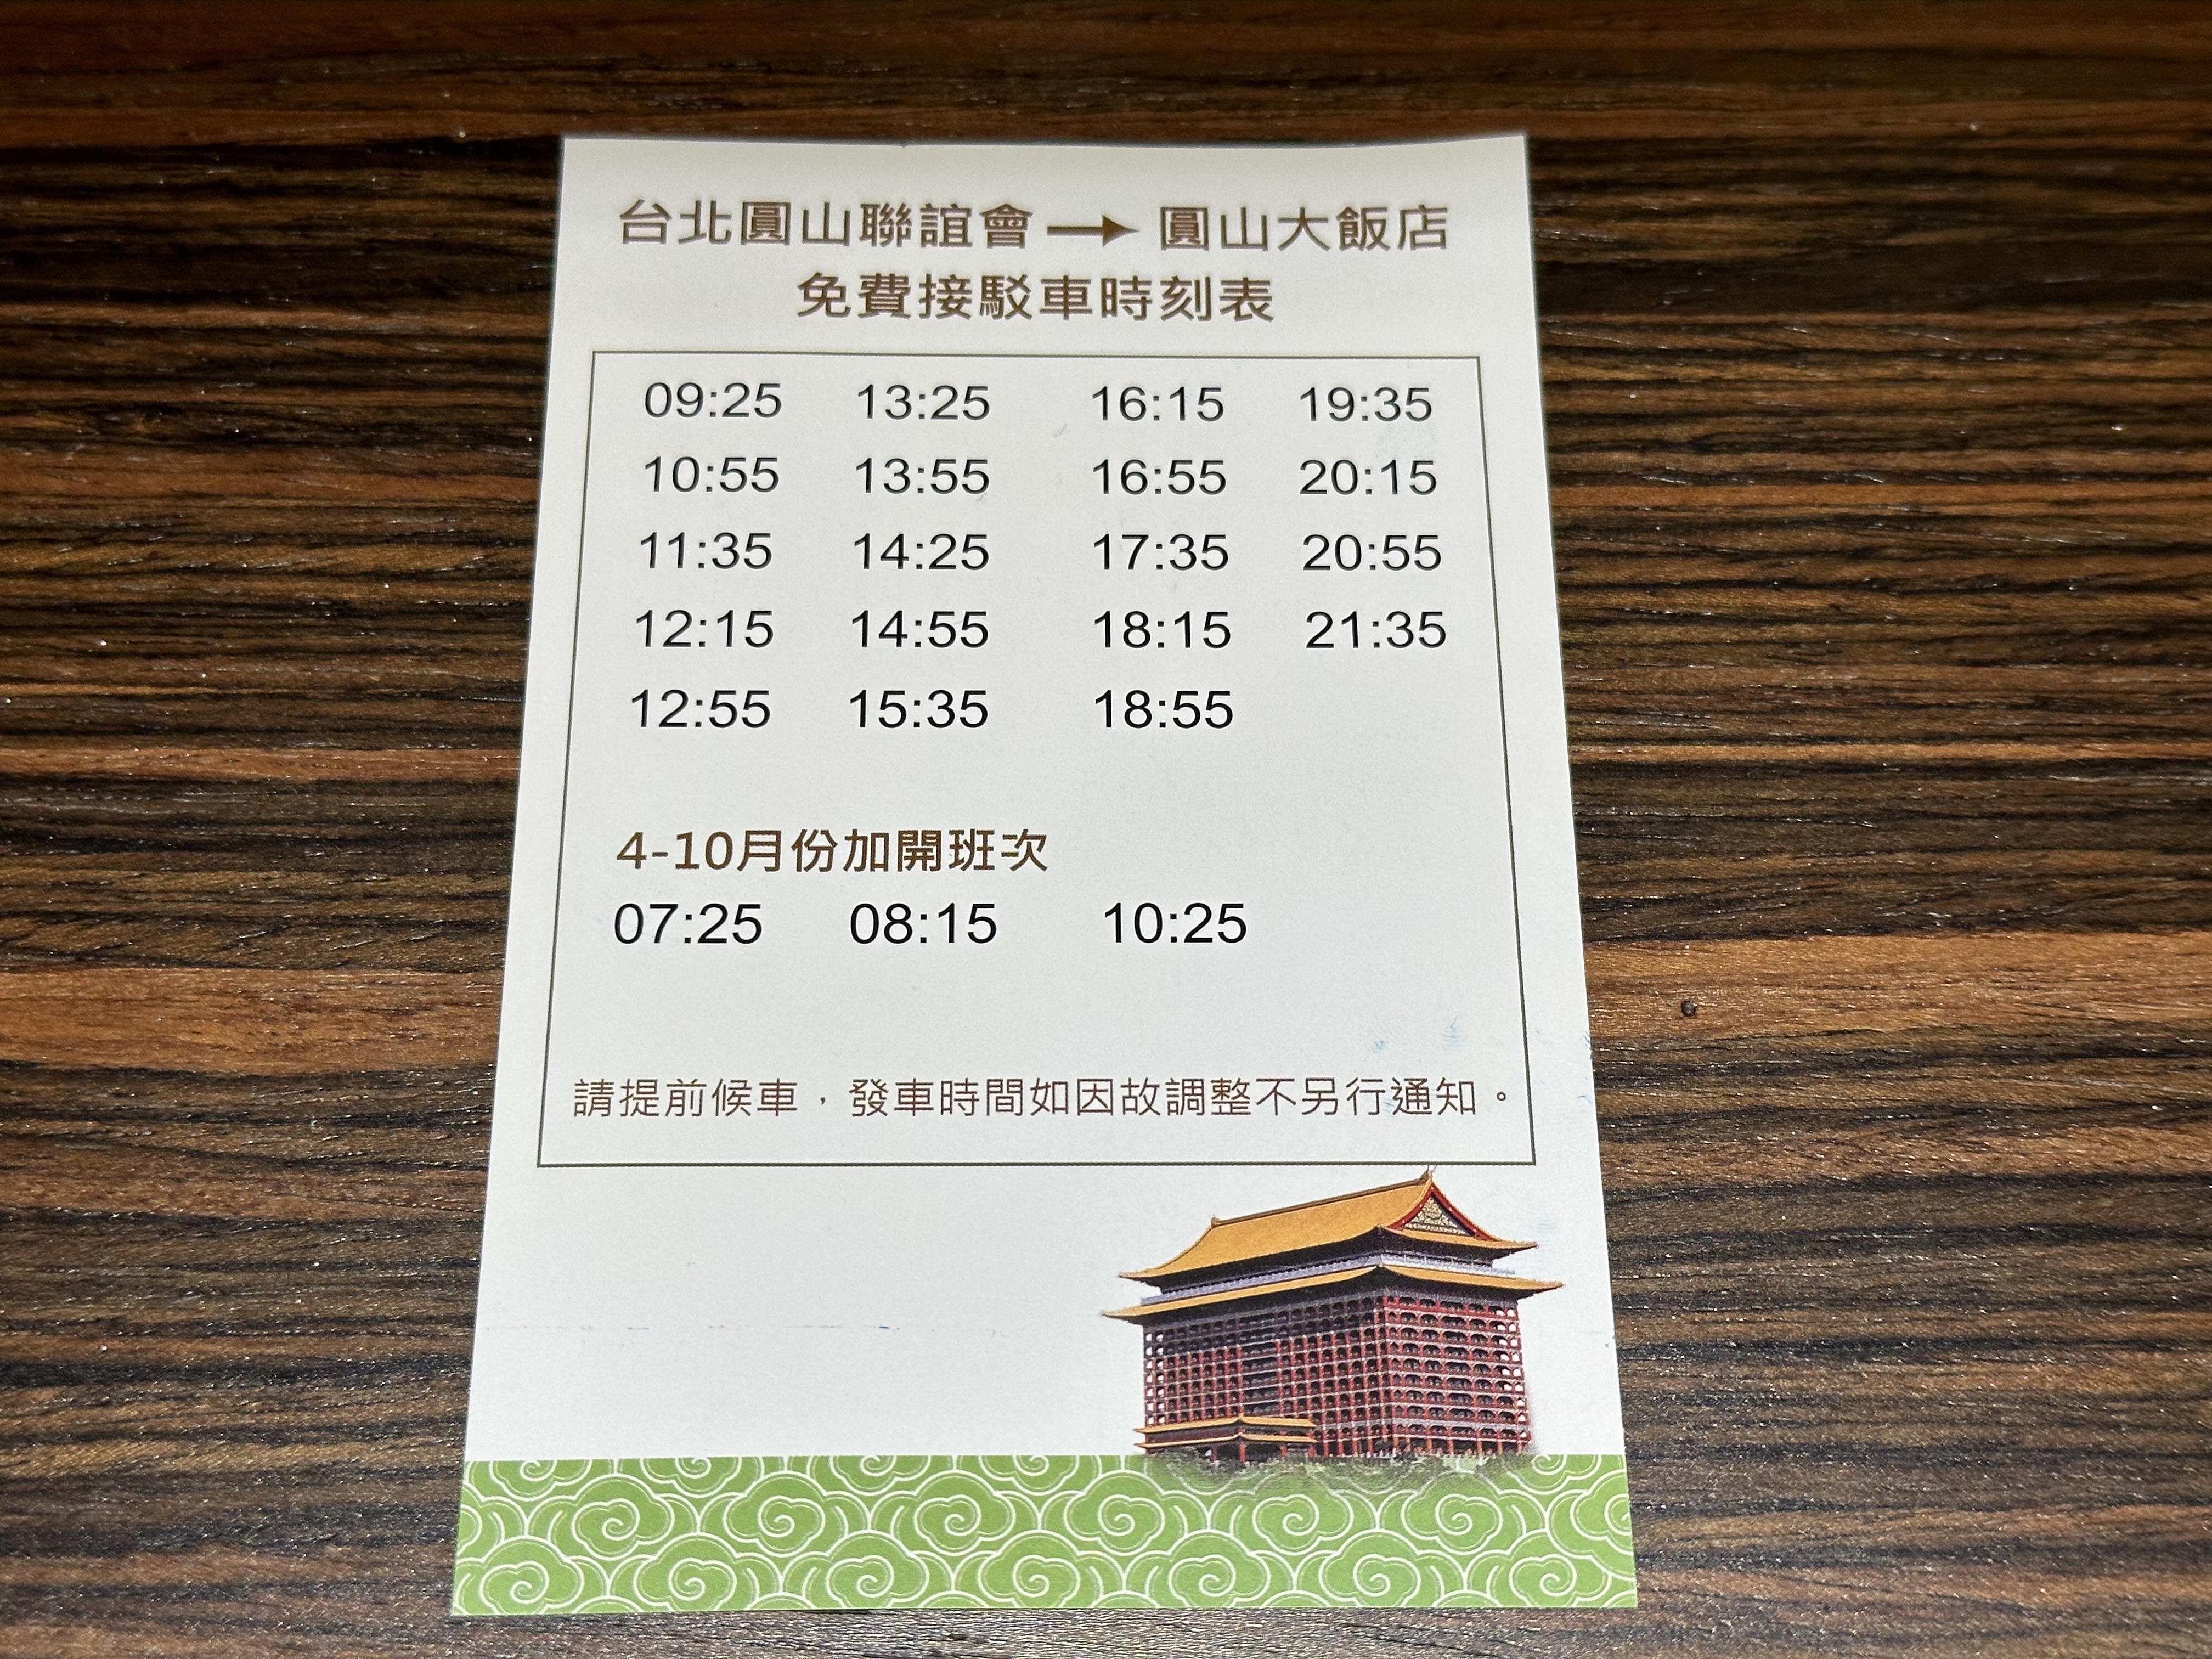 台北圓山聯誼會 → 圓山大飯店
免費接駁車時刻表
09:25 13:25 16:15 19:35
10:55 13:55 16:55 20:15
11:35 14:25 17:35 20:55
12:15 14:55 18:15 21:35
12:55 15:35 18:55
4-10月份加開班次
07:25 08:15 10:25
請提前候車，發車時間如因故調整不另行通知。